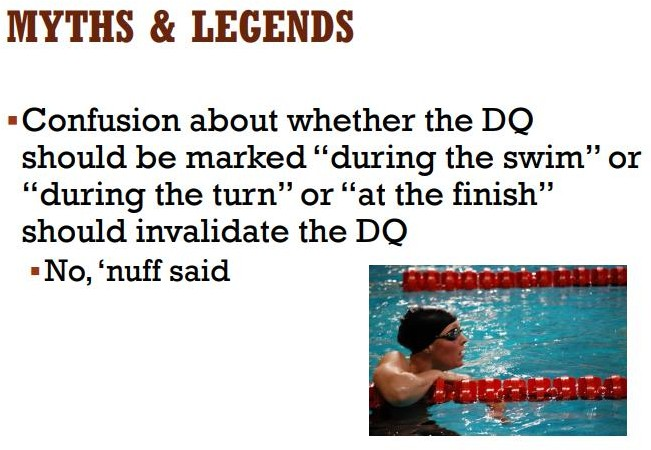 MYTHS & LEGENDS
▪Confusion about whether the DQ
should be marked “during the swim” or
“during the turn” or “at the finish”
should invalidate the DQ
▪No, ‘nuff said